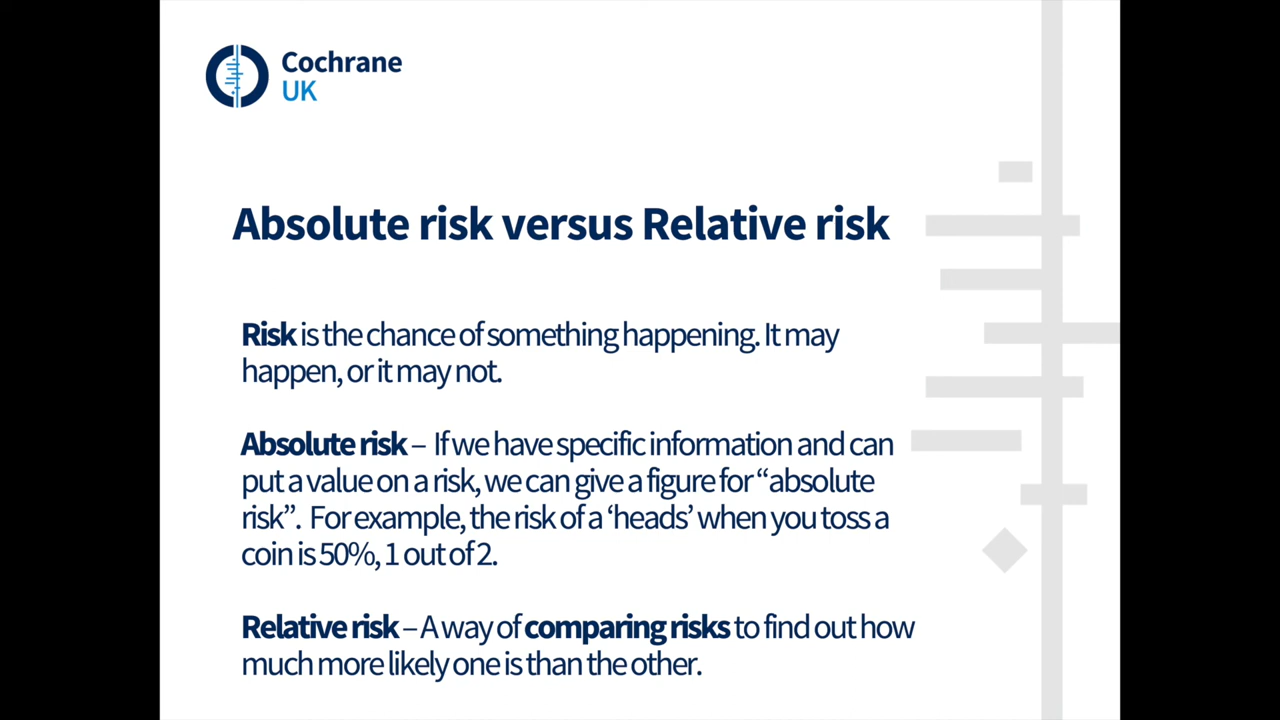 Cochrane
UK
Absolute risk versus Relative risk
Risk is the chance of something happening. It may
happen, or it may not.
Absolute risk – If we have specific information and can
put a value on a risk, we can give a figure for “absolute
risk”. For example, the risk of a ‘heads’ when you toss a
coin is 50%, 1 out of 2.
Relative risk – A way of comparing risks to find out how
much more likely one is than the other.